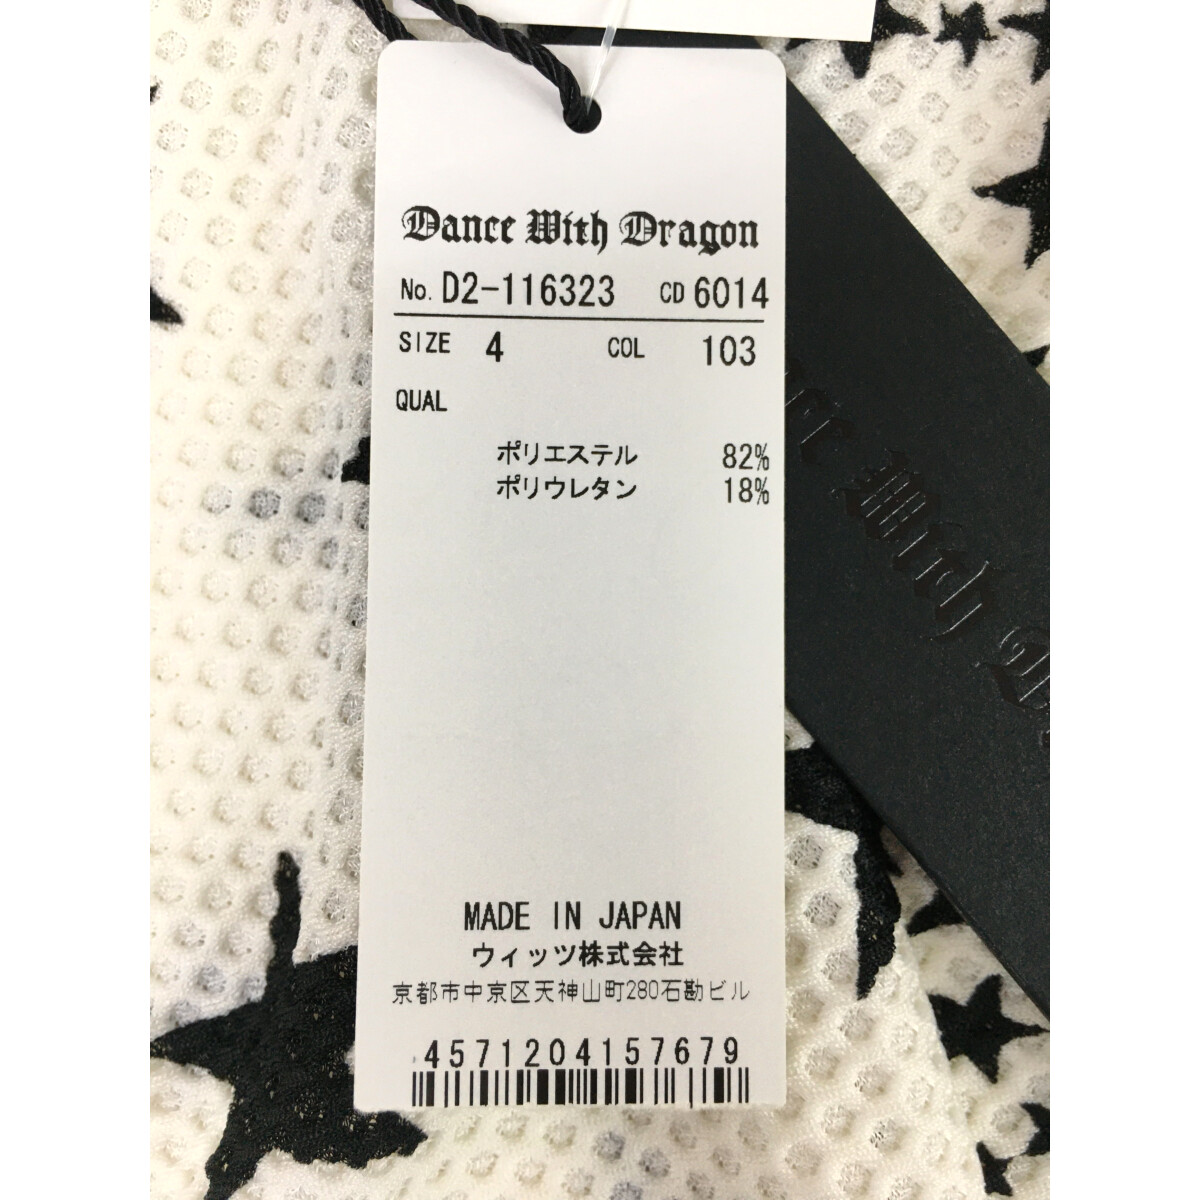 Dance With Dragon
No. D2-116323 CD 6014
SIZE 4 COL 103
QUAL
ポリエステル 82%
ポリウレタン 18%
MADE IN JAPAN
ウィッツ株式会社
京都市中京区天神山町280石勘ビル
4571204157679
With